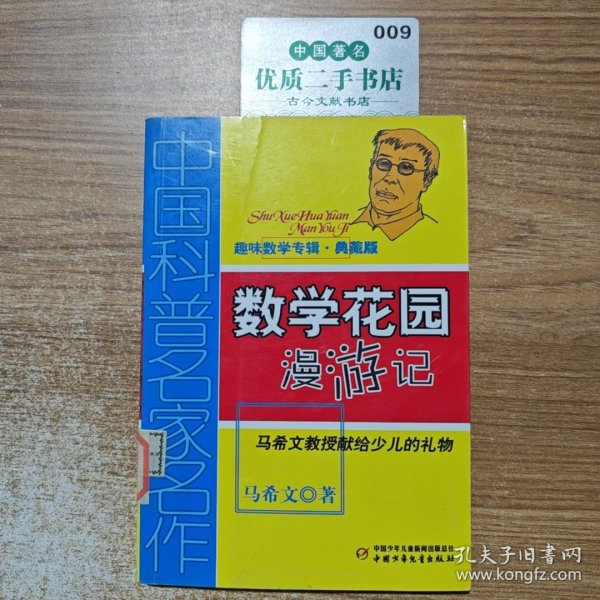 009
中国著名
优质二手书店
古今文献书店
中国科普名家名作
Shu Xue Hua Yuan
Man You Ji
趣味数学专辑·典藏版
数学花园
漫游记
马希文教授献给少儿的礼物
马希文◎著
中国少年儿童新闻出版总社
中国少年儿童出版社
孔夫子旧书网
www.kongfz.com